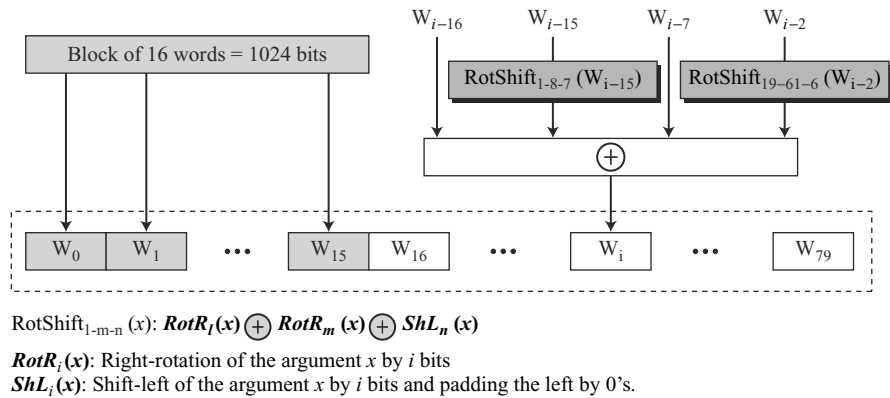 W_{i–16} W_{i–15} W_{i–7} W_{i–2}
Block of 16 words = 1024 bits
RotShift_{1-8-7} (W_{i–15}) RotShift_{19–61–6} (W_{i–2})
+
W_0 W_1 ••• W_15 W_16 ••• W_i ••• W_79
RotShift_{1-m-n} (x): RotR_l(x) + RotR_m (x) + ShL_n (x)
RotR_i(x): Right-rotation of the argument x by i bits
ShL_i(x): Shift-left of the argument x by i bits and padding the left by 0's.